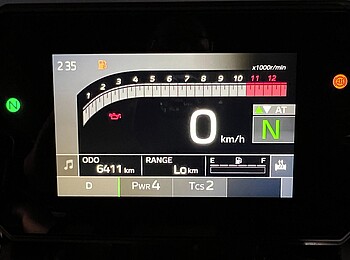 2:35
x1000r/min
1 2 3 4 5 6 7 8 9 10 11 12
0 km/h
AT
N
N
ODO
6411 km
RANGE
Lo km
E F
D
PWR 4
TCS 2